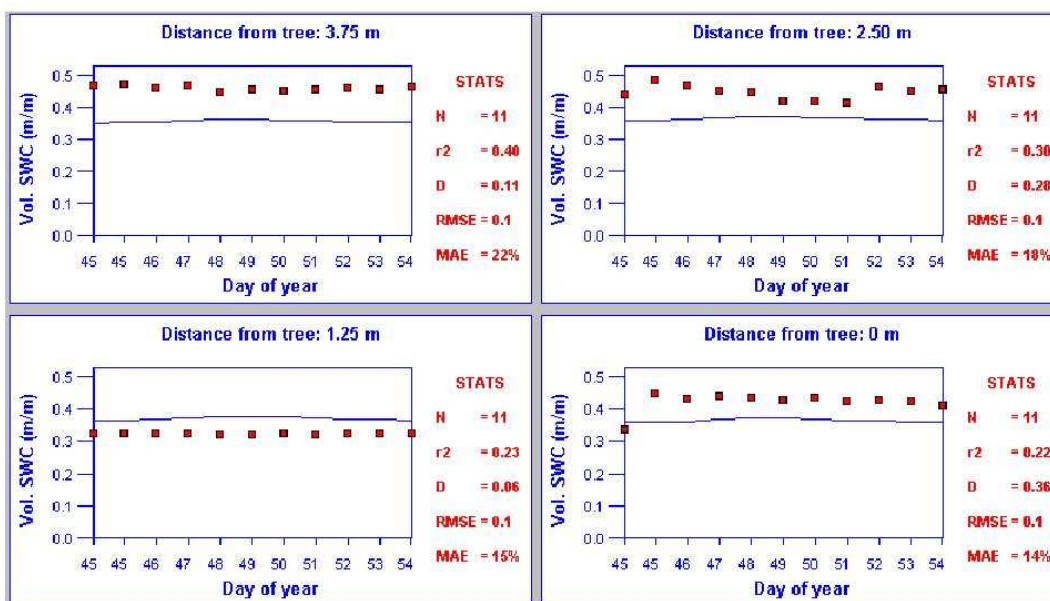 Distance from tree: 3.75 m
Vol. SWC (m/m)
0.5
0.4
0.3
0.2
0.1
0.0
45 45 46 47 48 49 50 51 52 53 54
Day of year
STATS
N = 11
r2 = 0.40
D = 0.11
RMSE = 0.1
MAE = 22%
Distance from tree: 2.50 m
Vol. SWC (m/m)
0.5
0.4
0.3
0.2
0.1
0.0
45 45 46 47 48 49 50 51 52 53 54
Day of year
STATS
N = 11
r2 = 0.30
D = 0.28
RMSE = 0.1
MAE = 18%
Distance from tree: 1.25 m
Vol. SWC (m/m)
0.5
0.4
0.3
0.2
0.1
0.0
45 45 46 47 48 49 50 51 52 53 54
Day of year
STATS
N = 11
r2 = 0.23
D = 0.06
RMSE = 0.1
MAE = 15%
Distance from tree: 0 m
Vol. SWC (m/m)
0.5
0.4
0.3
0.2
0.1
0.0
45 45 46 47 48 49 50 51 52 53 54
Day of year
STATS
N = 11
r2 = 0.22
D = 0.36
RMSE = 0.1
MAE = 14%